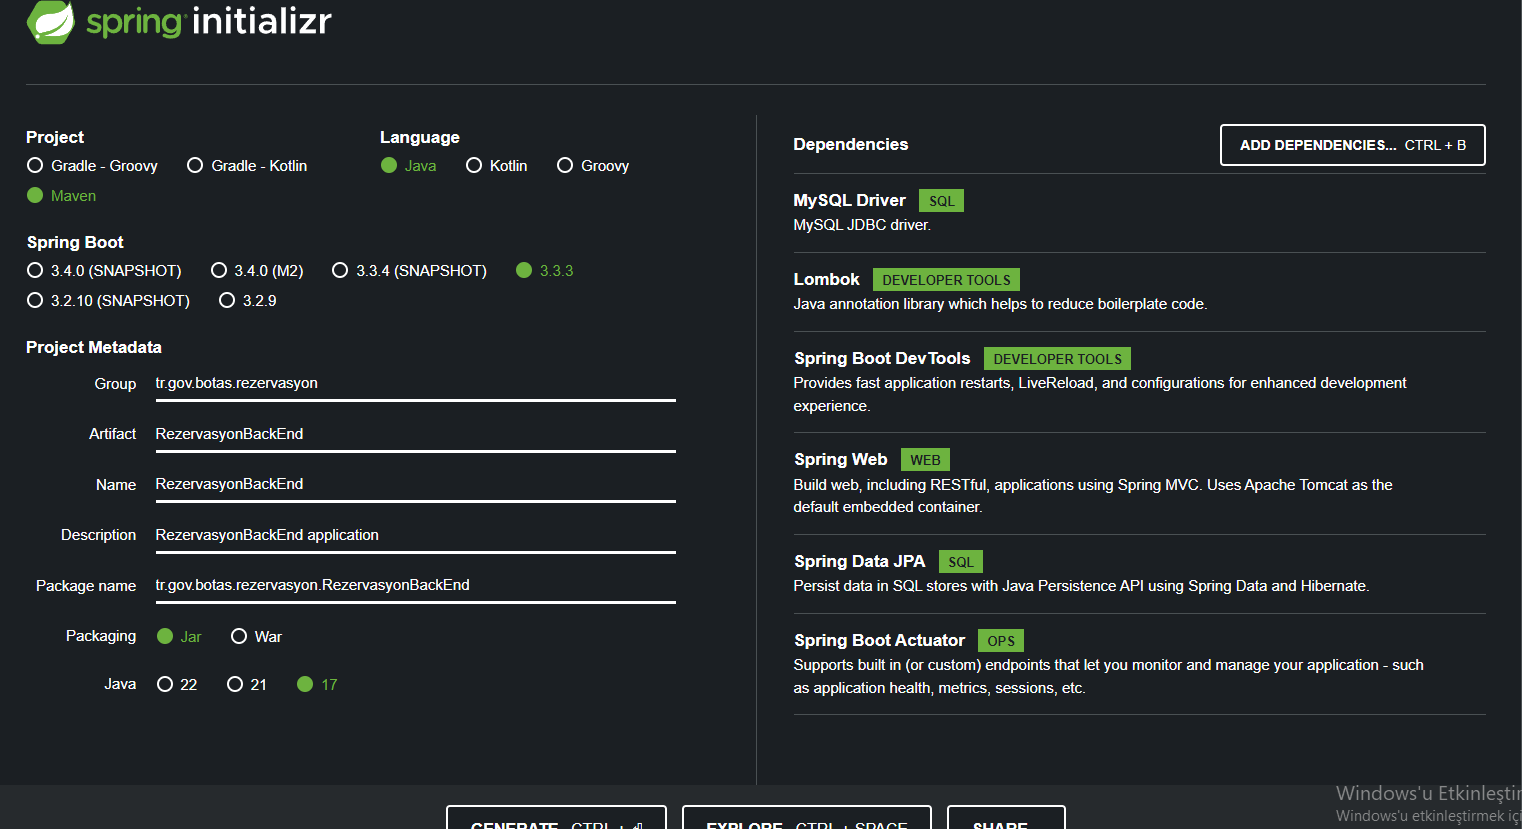 spring initializr
Project
Gradle - Groovy Gradle - Kotlin
Maven
Language
Java Kotlin Groovy
Spring Boot
3.4.0 (SNAPSHOT) 3.4.0 (M2) 3.3.4 (SNAPSHOT) 3.3.3
3.2.10 (SNAPSHOT) 3.2.9
Project Metadata
Group tr.gov.botas.rezervasyon
Artifact RezervasyonBackEnd
Name RezervasyonBackEnd
Description RezervasyonBackEnd application
Package name tr.gov.botas.rezervasyon.RezervasyonBackEnd
Packaging Jar War
Java 22 21 17
Dependencies
ADD DEPENDENCIES... CTRL + B
MySQL Driver SQL
MySQL JDBC driver.
Lombok DEVELOPER TOOLS
Java annotation library which helps to reduce boilerplate code.
Spring Boot DevTools DEVELOPER TOOLS
Provides fast application restarts, LiveReload, and configurations for enhanced development
experience.
Spring Web WEB
Build web, including RESTful, applications using Spring MVC. Uses Apache Tomcat as the
default embedded container.
Spring Data JPA SQL
Persist data in SQL stores with Java Persistence API using Spring Data and Hibernate.
Spring Boot Actuator OPS
Supports built in (or custom) endpoints that let you monitor and manage your application - such
as application health, metrics, sessions, etc.
GENERATE CTRL + ⏎
EXPLORE CTRL + SPACE
SHARE...
Windows'u Etkinleştir
Windows'u etkinleştirmek içi